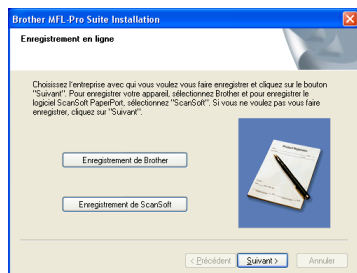 Brother MFL-Pro Suite Installation
Enregistrement en ligne
Choisissez l'entreprise avec qui vous voulez vous faire enregistrer et cliquez sur le bouton
"Suivant". Pour enregistrer votre appareil, sélectionnez Brother et pour enregistrer le
logiciel ScanSoft PaperPort, sélectionnez "ScanSoft". Si vous ne voulez pas vous faire
enregistrer, cliquez sur "Suivant".
Enregistrement de Brother
Product Registration
Enregistrement de ScanSoft
< Précédent
Suivant >
Annuler